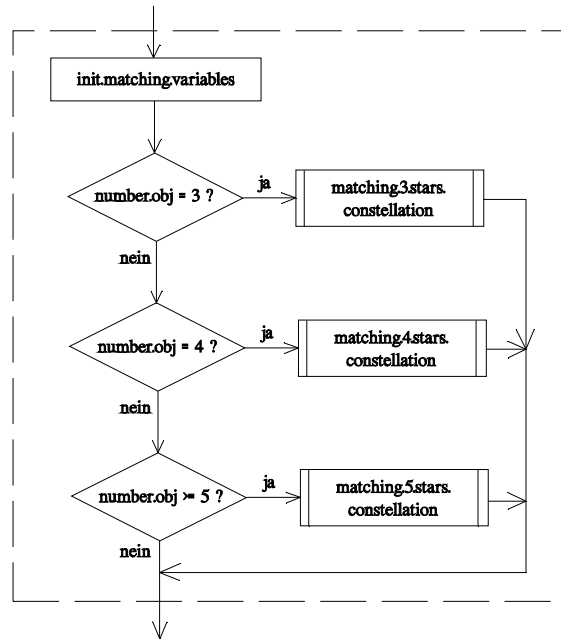 init.matching.variables
number.obj = 3 ?
ja
matching.3.stars.
constellation
nein
number.obj = 4 ?
ja
matching.4.stars.
constellation
nein
number.obj >= 5 ?
ja
matching.5.stars.
constellation
nein